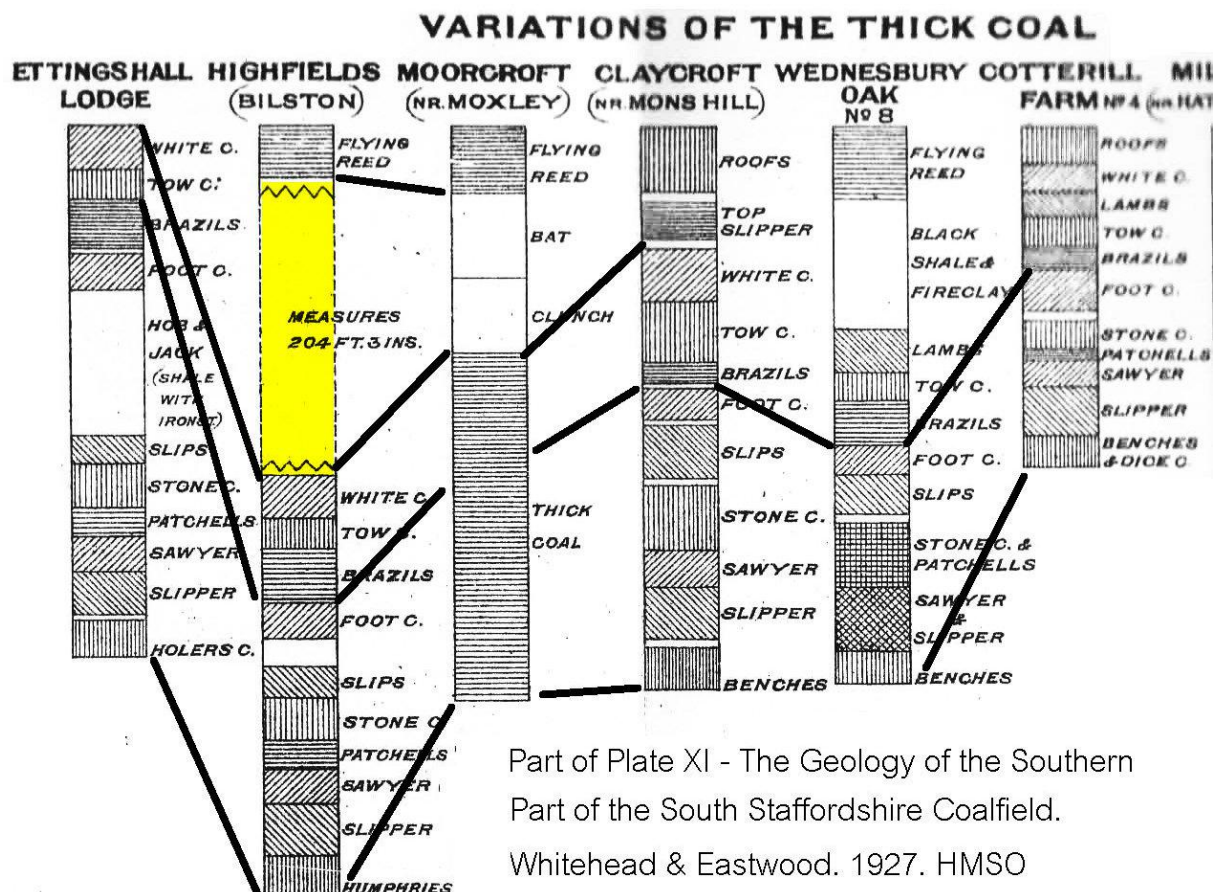 VARIATIONS OF THE THICK COAL
ETTINGSHALL
LODGE
WHITE C.
TOW C.
BRAZILS
FOOT C.
HOB &
JACK
(SHALE
WITH
IRONST.)
SLIPS
STONE C.
PATCHELLS
SAWYER
SLIPPER
HOLERS C.
HIGHFIELDS
(BILSTON)
FLYING
REED
MEASURES
204 FT. 3 INS.
WHITE C.
TOW C.
BRAZILS
FOOT C.
SLIPS
STONE C
PATCHELLS
SAWYER
SLIPPER
HUMPHRIES
MOORCROFT
(NR. MOXLEY)
FLYING
REED
BAT
CLUNCH
THICK
COAL
CLAYCROFT
(NR. MONS HILL)
ROOFS
TOP
SLIPPER
WHITE C.
TOW C.
BRAZILS
FOOT C.
SLIPS
STONE C.
SAWYER
SLIPPER
BENCHES
WEDNESBURY
OAK
Nº 8
FLYING
REED
BLACK
SHALE &
FIRECLAY
LAMBS
TOW C.
BRAZILS
FOOT C.
SLIPS
STONE C. &
PATCHELLS
SAWYER
&
SLIPPER
BENCHES
COTTERILL
FARM Nº 4
ROOFS
WHITE C.
LAMBS
TOW C.
BRAZILS
FOOT C.
STONE C.
PATCHELLS
SAWYER
SLIPPER
BENCHES
& DICE C.
MIL
(NR HAT
Part of Plate XI - The Geology of the Southern
Part of the South Staffordshire Coalfield.
Whitehead & Eastwood. 1927. HMSO